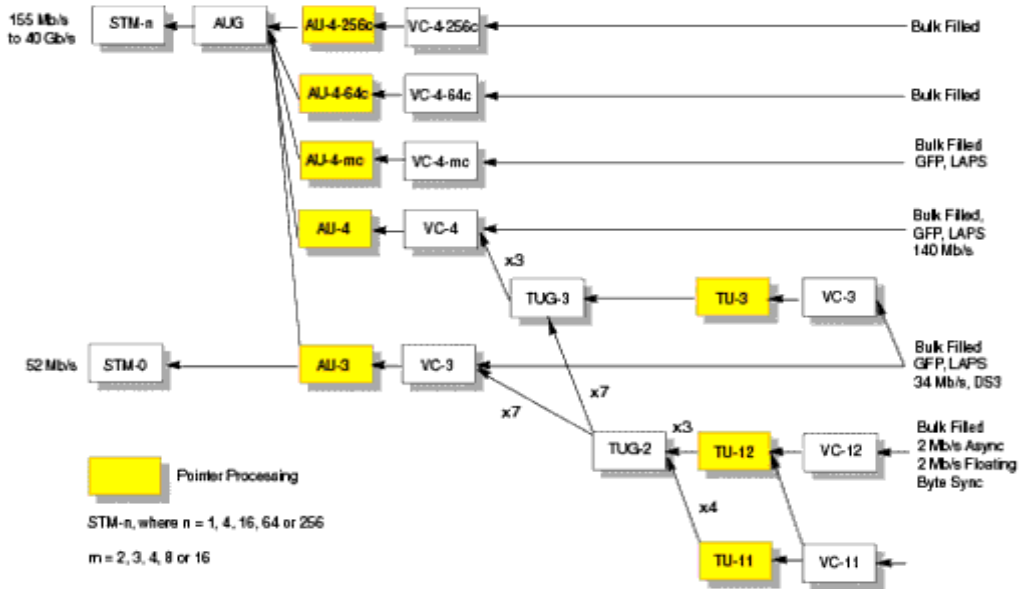 155 Mb/s
to 40 Gb/s
STM-n
AUG
AU-4-256c
VC-4-256c
Bulk Filled
AU-4-64c
VC-4-64c
Bulk Filled
AU-4-mc
VC-4-mc
Bulk Filled
GFP, LAPS
AU-4
VC-4
Bulk Filled,
GFP, LAPS
140 Mb/s
x3
TUG-3
TU-3
VC-3
52 Mb/s
STM-0
AU-3
VC-3
Bulk Filled
GFP, LAPS
34 Mb/s, DS3
x7
x7
TUG-2
x3
TU-12
VC-12
Bulk Filled
2 Mb/s Async
2 Mb/s Floating
Byte Sync
Pointer Processing
x4
STM-n, where n = 1, 4, 16, 64 or 256
m = 2, 3, 4, 8 or 16
TU-11
VC-11